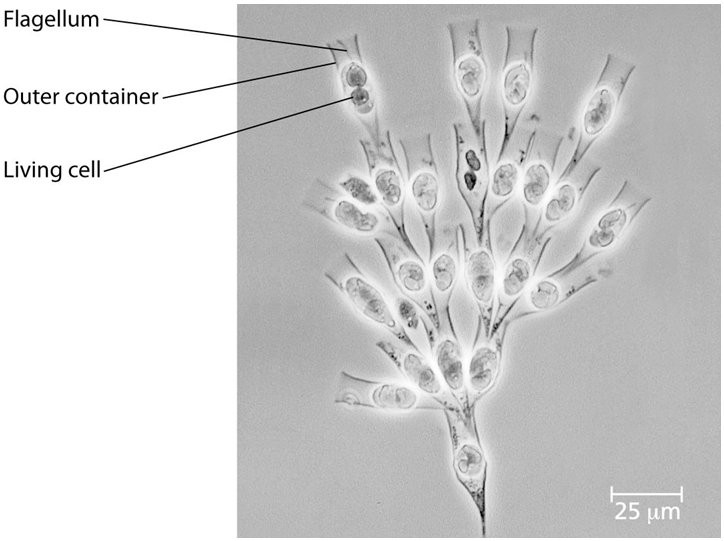 Flagellum
Outer container
Living cell
25 μm